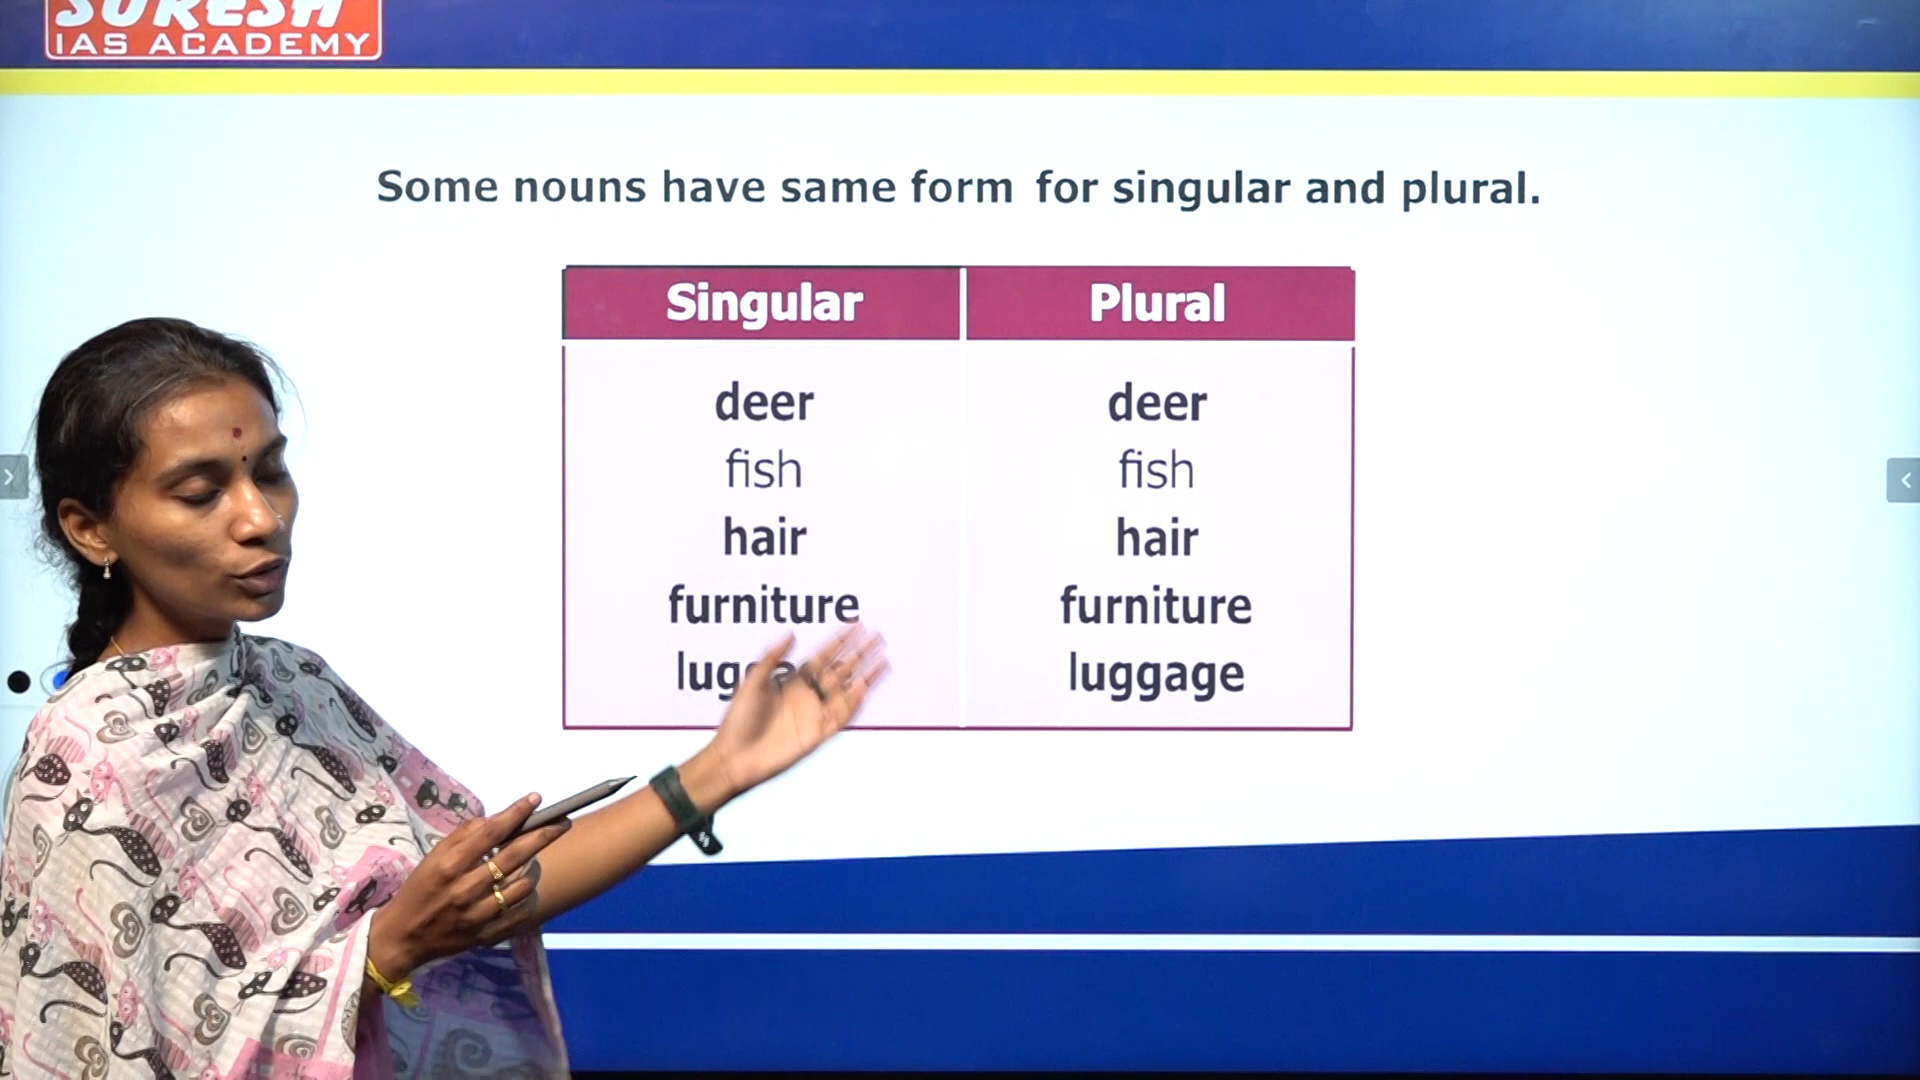 SURESH
IAS ACADEMY
Some nouns have same form for singular and plural.
Singular Plural
deer deer
fish fish
hair hair
furniture furniture
luggage luggage